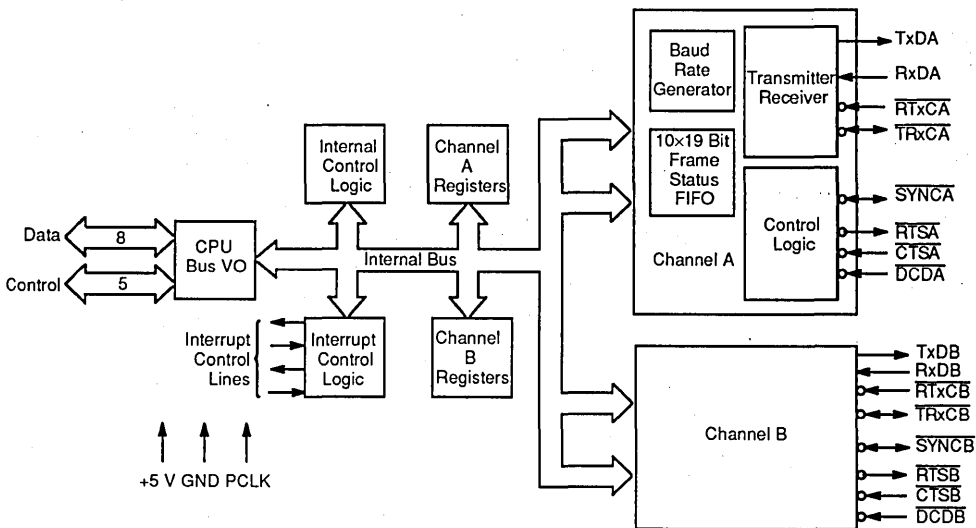 Data
8
Control
5
CPU
Bus VO
Internal
Control
Logic
Channel
A
Registers
Internal Bus
Interrupt
Control
Lines
Interrupt
Control
Logic
Channel
B
Registers
+5 V GND PCLK
Baud
Rate
Generator
Transmitter
Receiver
10×19 Bit
Frame
Status
FIFO
Control
Logic
Channel A
TxDA
RxDA
RTxCA
TRxCA
SYNCA
RTSA
CTSA
DCDA
Channel B
TxDB
RxDB
RTxCB
TRxCB
SYNCB
RTSB
CTSB
DCDB